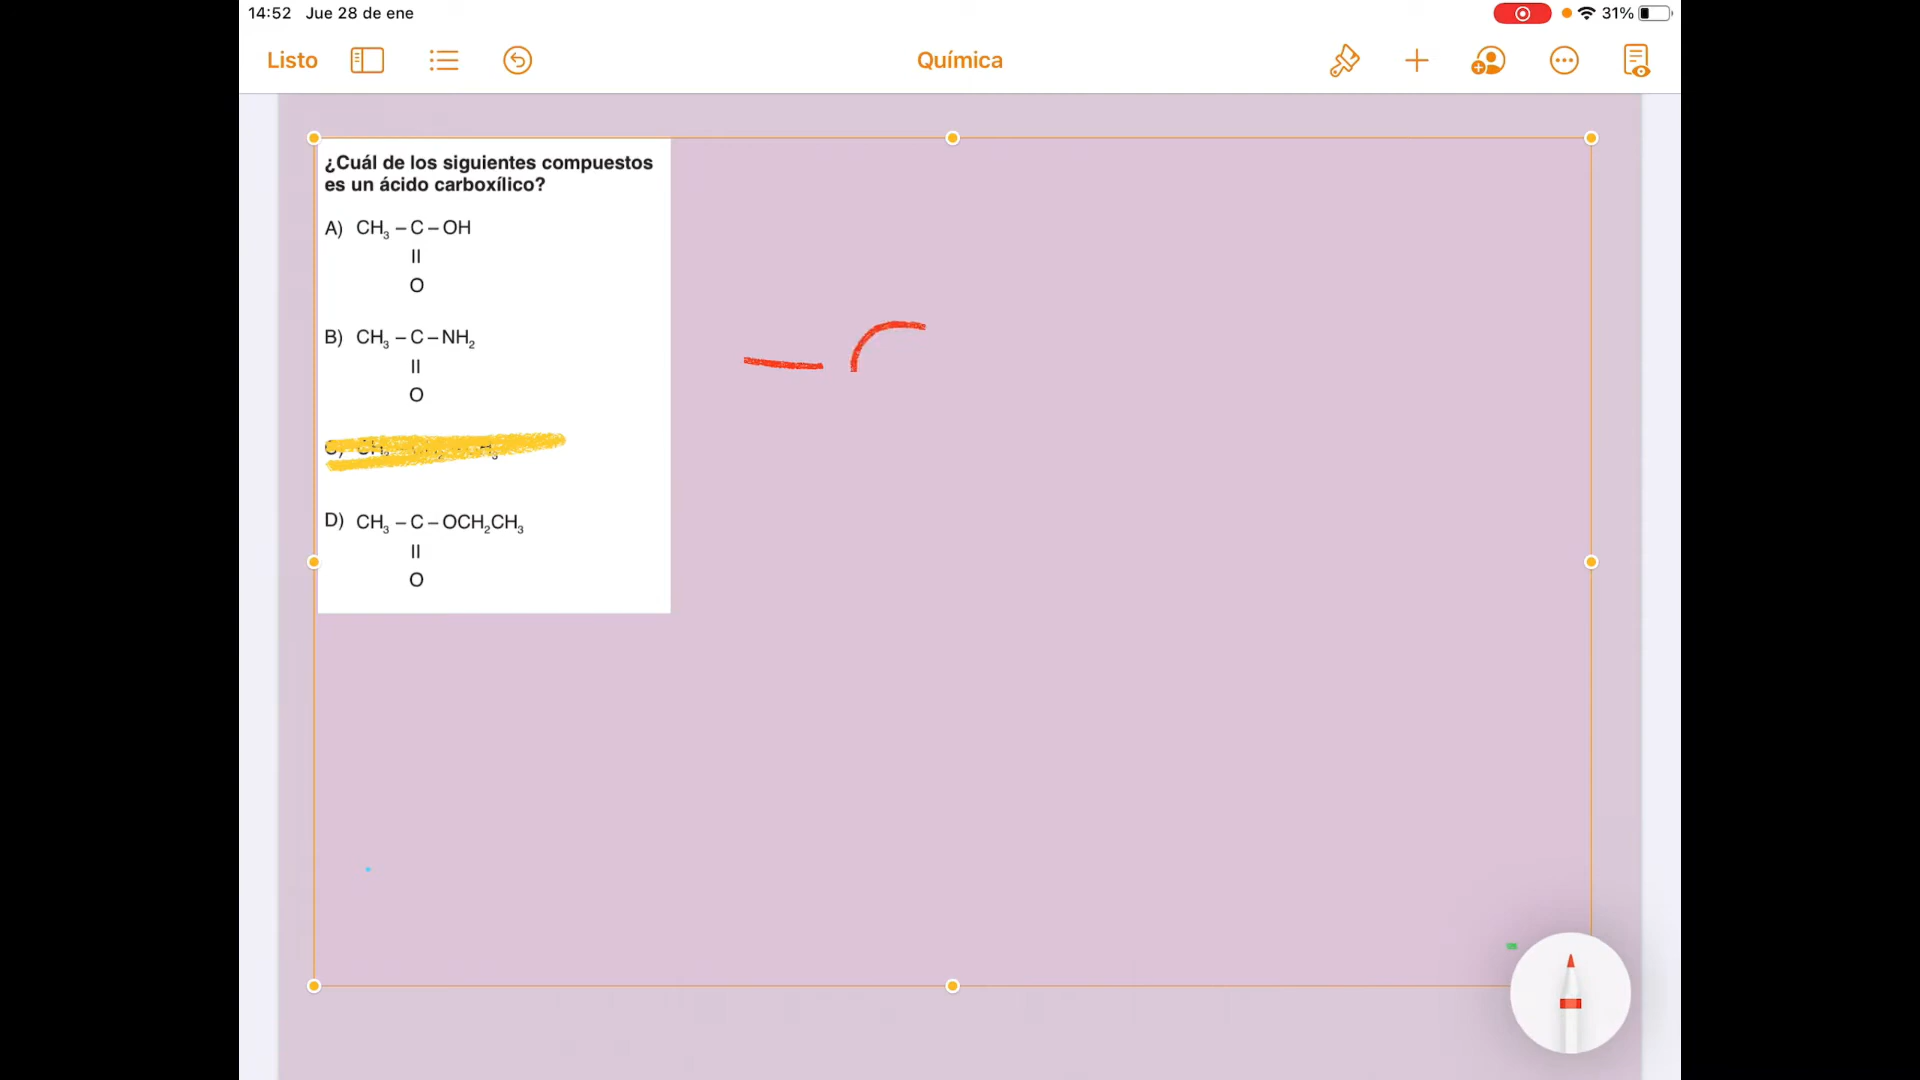 14:52 Jue 28 de ene
31%
Listo
Química
¿Cuál de los siguientes compuestos
es un ácido carboxílico?
A) CH₃ – C – OH
||
O
B) CH₃ – C – NH₂
||
O
D) CH₃ – C – OCH₂CH₃
||
O